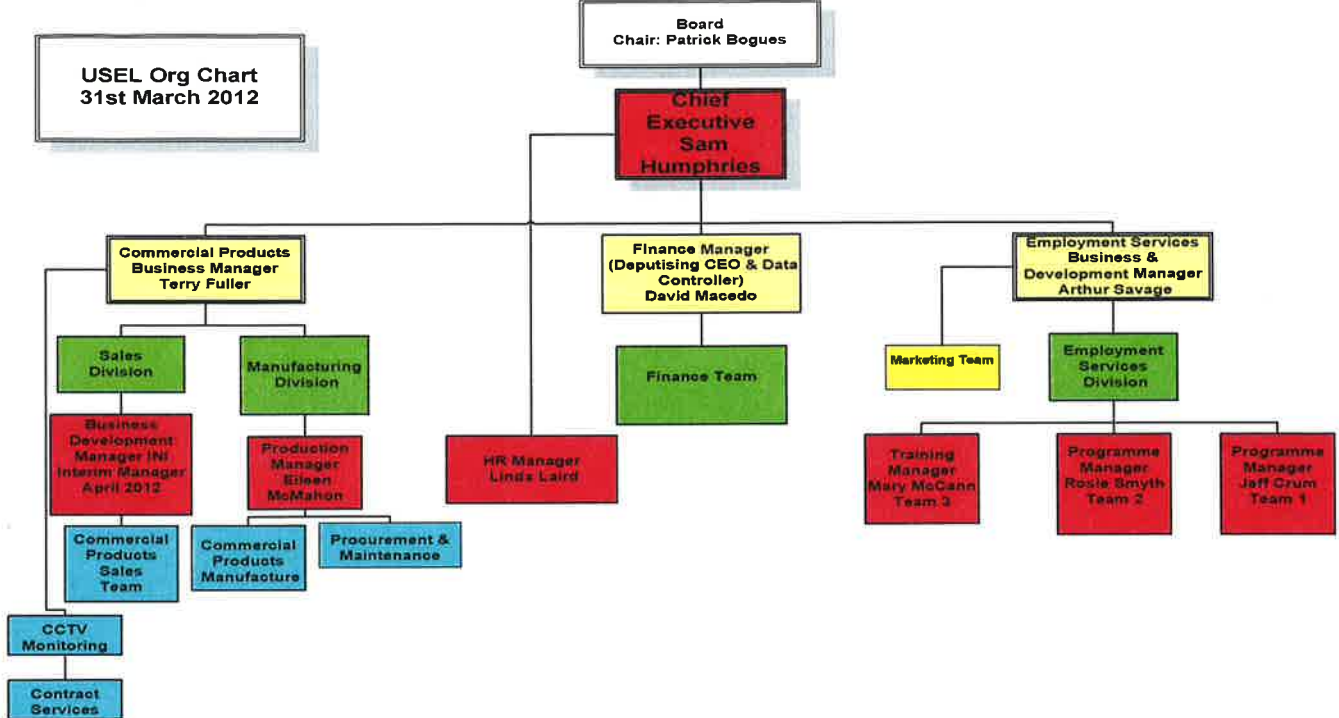 Board
Chair: Patrick Bogues
USEL Org Chart
31st March 2012
Chief
Executive
Sam
Humphries
Commercial Products
Business Manager
Terry Fuller
Finance Manager
(Deputising CEO & Data
Controller)
David Macedo
Employment Services
Business &
Development Manager
Arthur Savage
Sales
Division
Manufacturing
Division
Finance Team
Marketing Team
Employment
Services
Division
Business
Development
Manager INI
Interim Manager
April 2012
Production
Manager
Eileen
McMahon
HR Manager
Linda Laird
Training
Manager
Mary McCann
Team 3
Programme
Manager
Rosie Smyth
Team 2
Programme
Manager
Jeff Crum
Team 1
Commercial
Products
Sales
Team
Commercial
Products
Manufacture
Procurement &
Maintenance
CCTV
Monitoring
Contract
Services